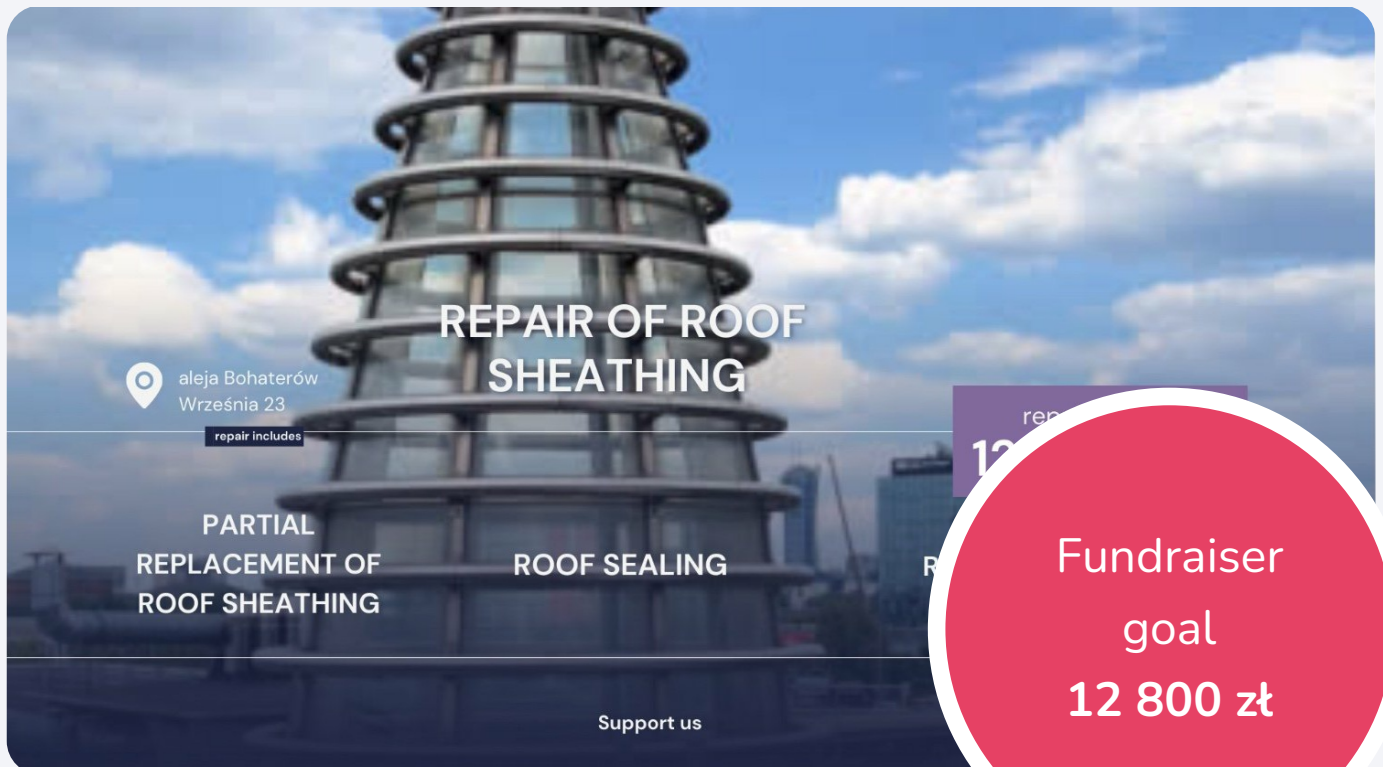 REPAIR OF ROOF
SHEATHING
aleja Bohaterów
Września 23
repair includes
PARTIAL
REPLACEMENT OF
ROOF SHEATHING
ROOF SEALING
Support us
Fundraiser
goal
12 800 zł